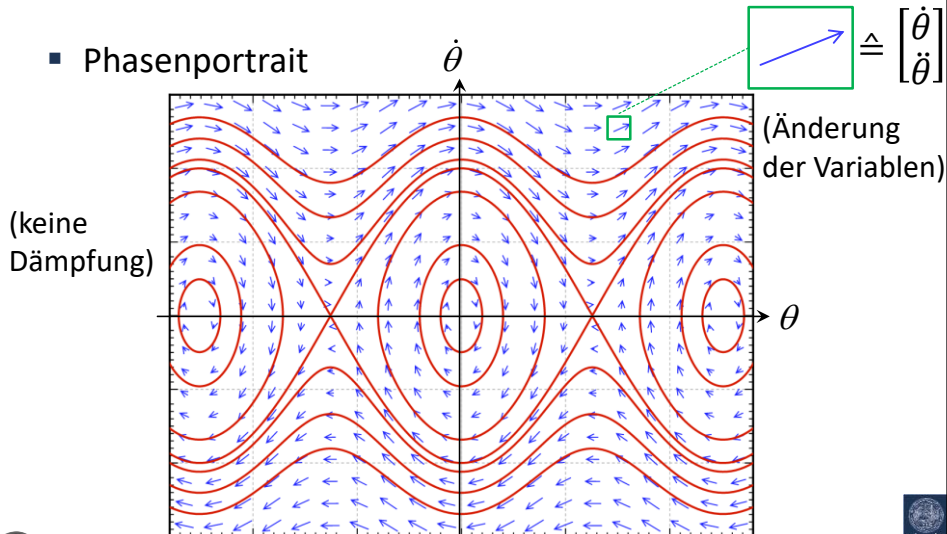 ▪ Phasenportrait
θ̇
≙ [θ̇ θ̈]
(Änderung
der Variablen)
(keine
Dämpfung)
θ